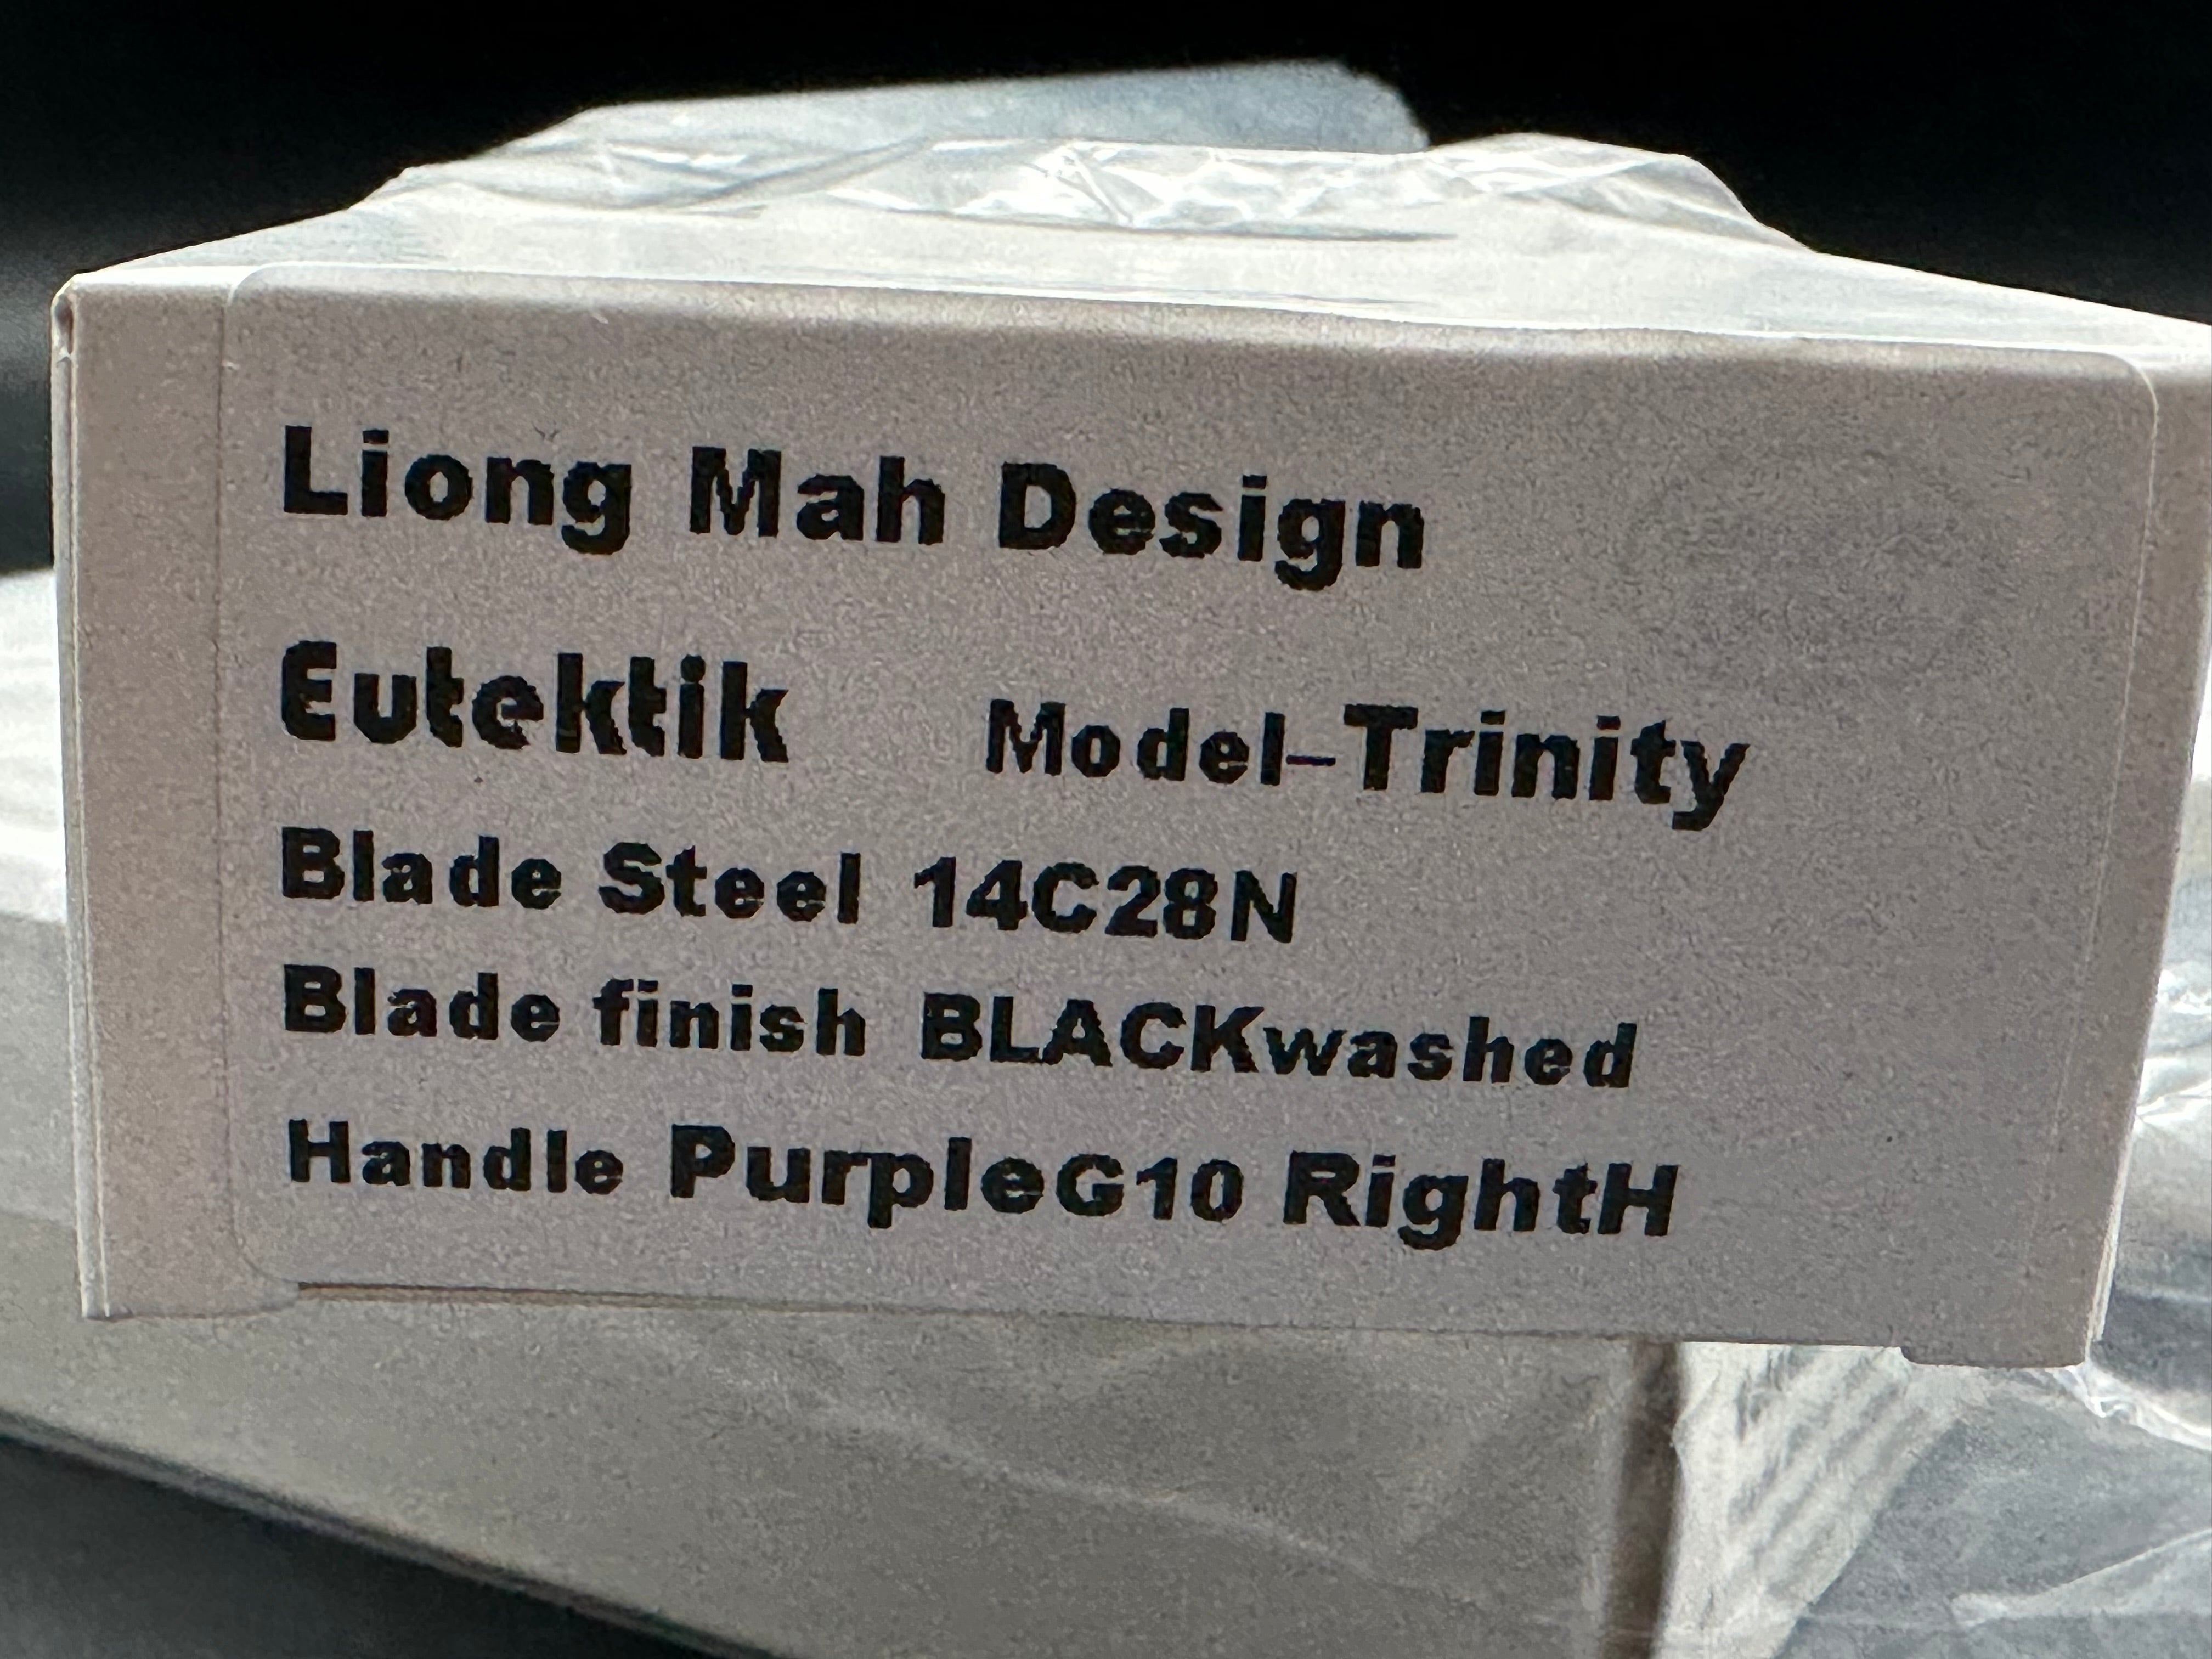 Liong Mah Design
Eutektik Model–Trinity
Blade Steel 14C28N
Blade finish BLACKwashed
Handle PurpleG10 RightH